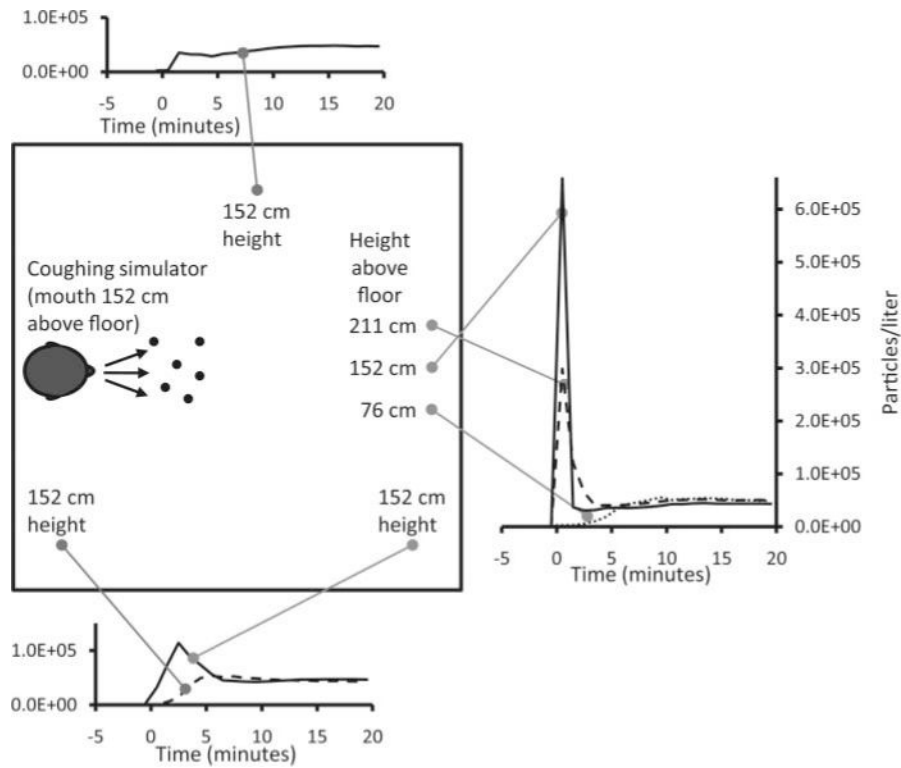 1.0E+05
0.0E+00
-5 0 5 10 15 20
Time (minutes)
152 cm
height
Coughing simulator
(mouth 152 cm
above floor)
Height
above
floor
211 cm
152 cm
76 cm
152 cm
height
152 cm
height
6.0E+05
5.0E+05
4.0E+05
3.0E+05
2.0E+05
1.0E+05
0.0E+00
Particles/liter
-5 0 5 10 15 20
Time (minutes)
1.0E+05
0.0E+00
-5 0 5 10 15 20
Time (minutes)